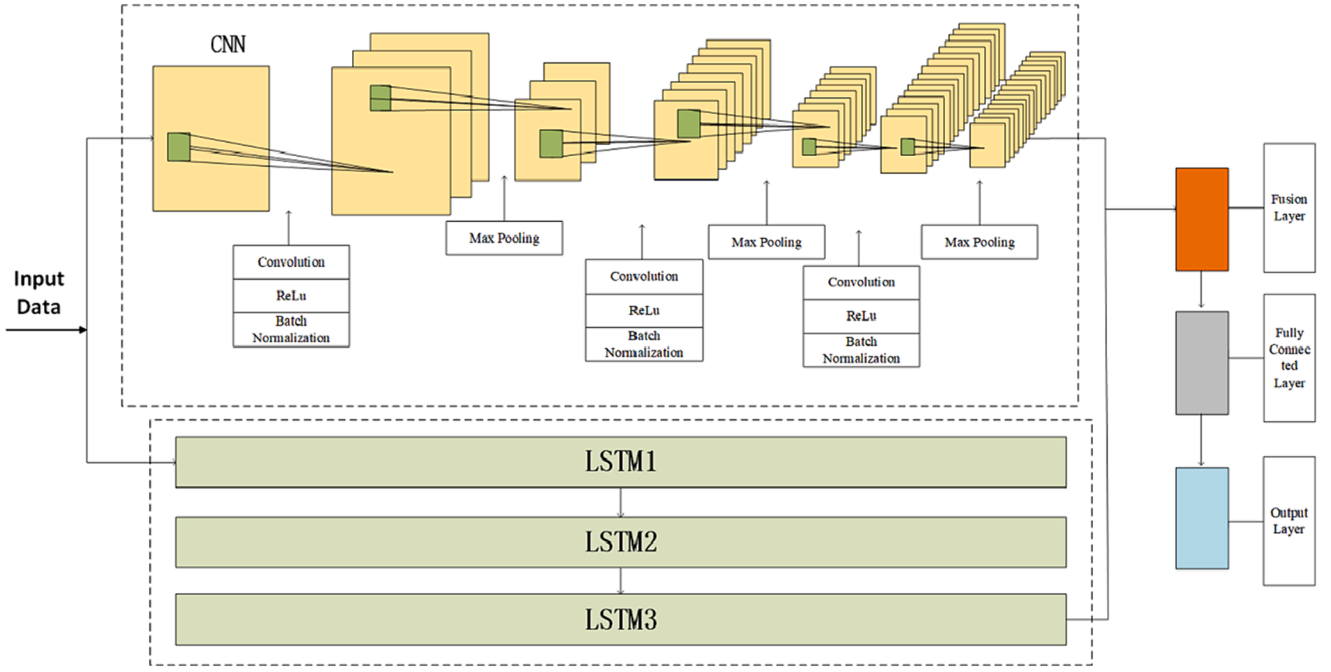 CNN
Input
Data
Convolution
ReLu
Batch
Normalization
Max Pooling
Convolution
ReLu
Batch
Normalization
Max Pooling
Convolution
ReLu
Batch
Normalization
Max Pooling
LSTM1
LSTM2
LSTM3
Fusion
Layer
Fully
Connec
ted
Layer
Output
Layer